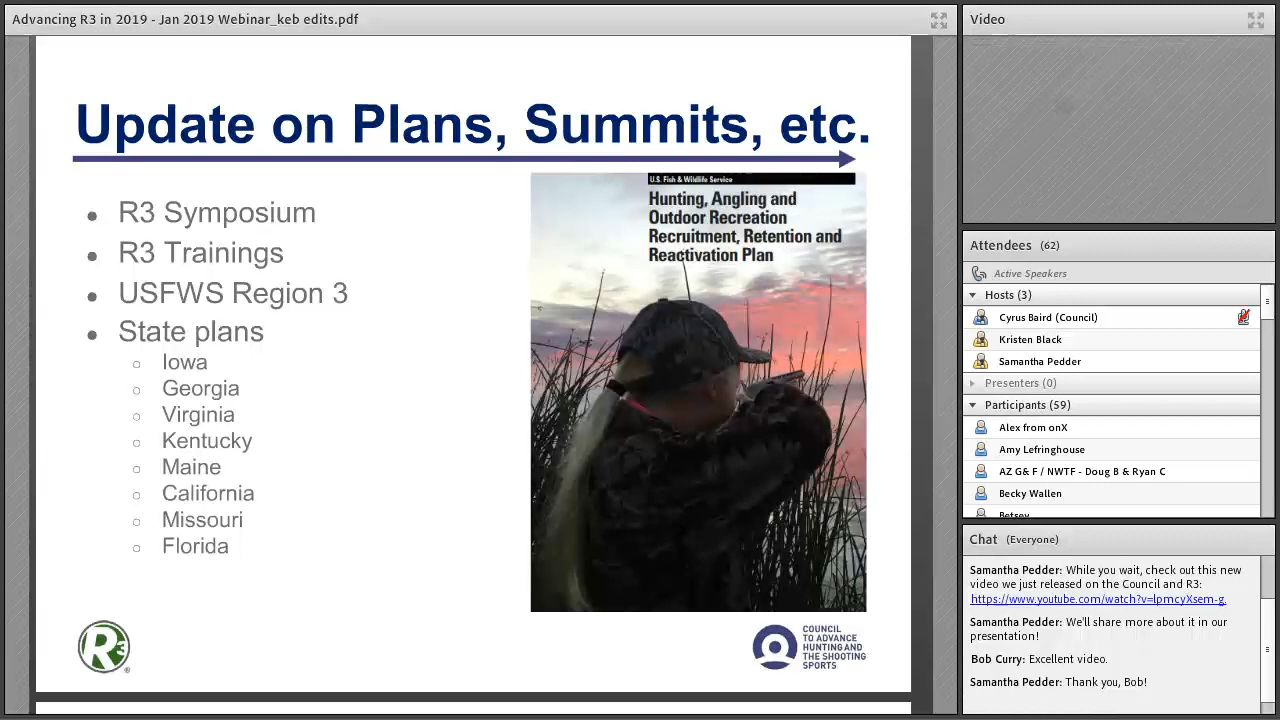 Advancing R3 in 2019 - Jan 2019 Webinar_keb edits.pdf
Update on Plans, Summits, etc.
● R3 Symposium
● R3 Trainings
● USFWS Region 3
● State plans
○ Iowa
○ Georgia
○ Virginia
○ Kentucky
○ Maine
○ California
○ Missouri
○ Florida
U.S. Fish & Wildlife Service
Hunting, Angling and
Outdoor Recreation
Recruitment, Retention and
Reactivation Plan
R3
®
COUNCIL
TO ADVANCE
HUNTING AND
THE SHOOTING
SPORTS
Video
Attendees (62)
Active Speakers
Hosts (3)
Cyrus Baird (Council)
Kristen Black
Samantha Pedder
Presenters (0)
Participants (59)
Alex from onX
Amy Lefringhouse
AZ G& F / NWTF - Doug B & Ryan C
Becky Wallen
Betsey
Chat (Everyone)
Samantha Pedder: While you wait, check out this new
video we just released on the Council and R3:
https://www.youtube.com/watch?v=lpmcyXsem-g.
Samantha Pedder: We'll share more about it in our
presentation!
Bob Curry: Excellent video.
Samantha Pedder: Thank you, Bob!